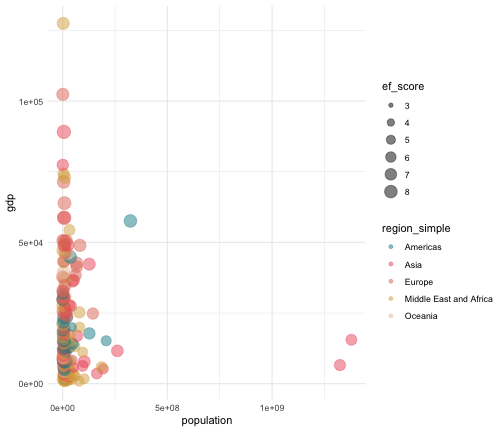 1e+05
5e+04
0e+00
gdp
0e+00 5e+08 1e+09
population
ef_score
3
4
5
6
7
8
region_simple
Americas
Asia
Europe
Middle East and Africa
Oceania